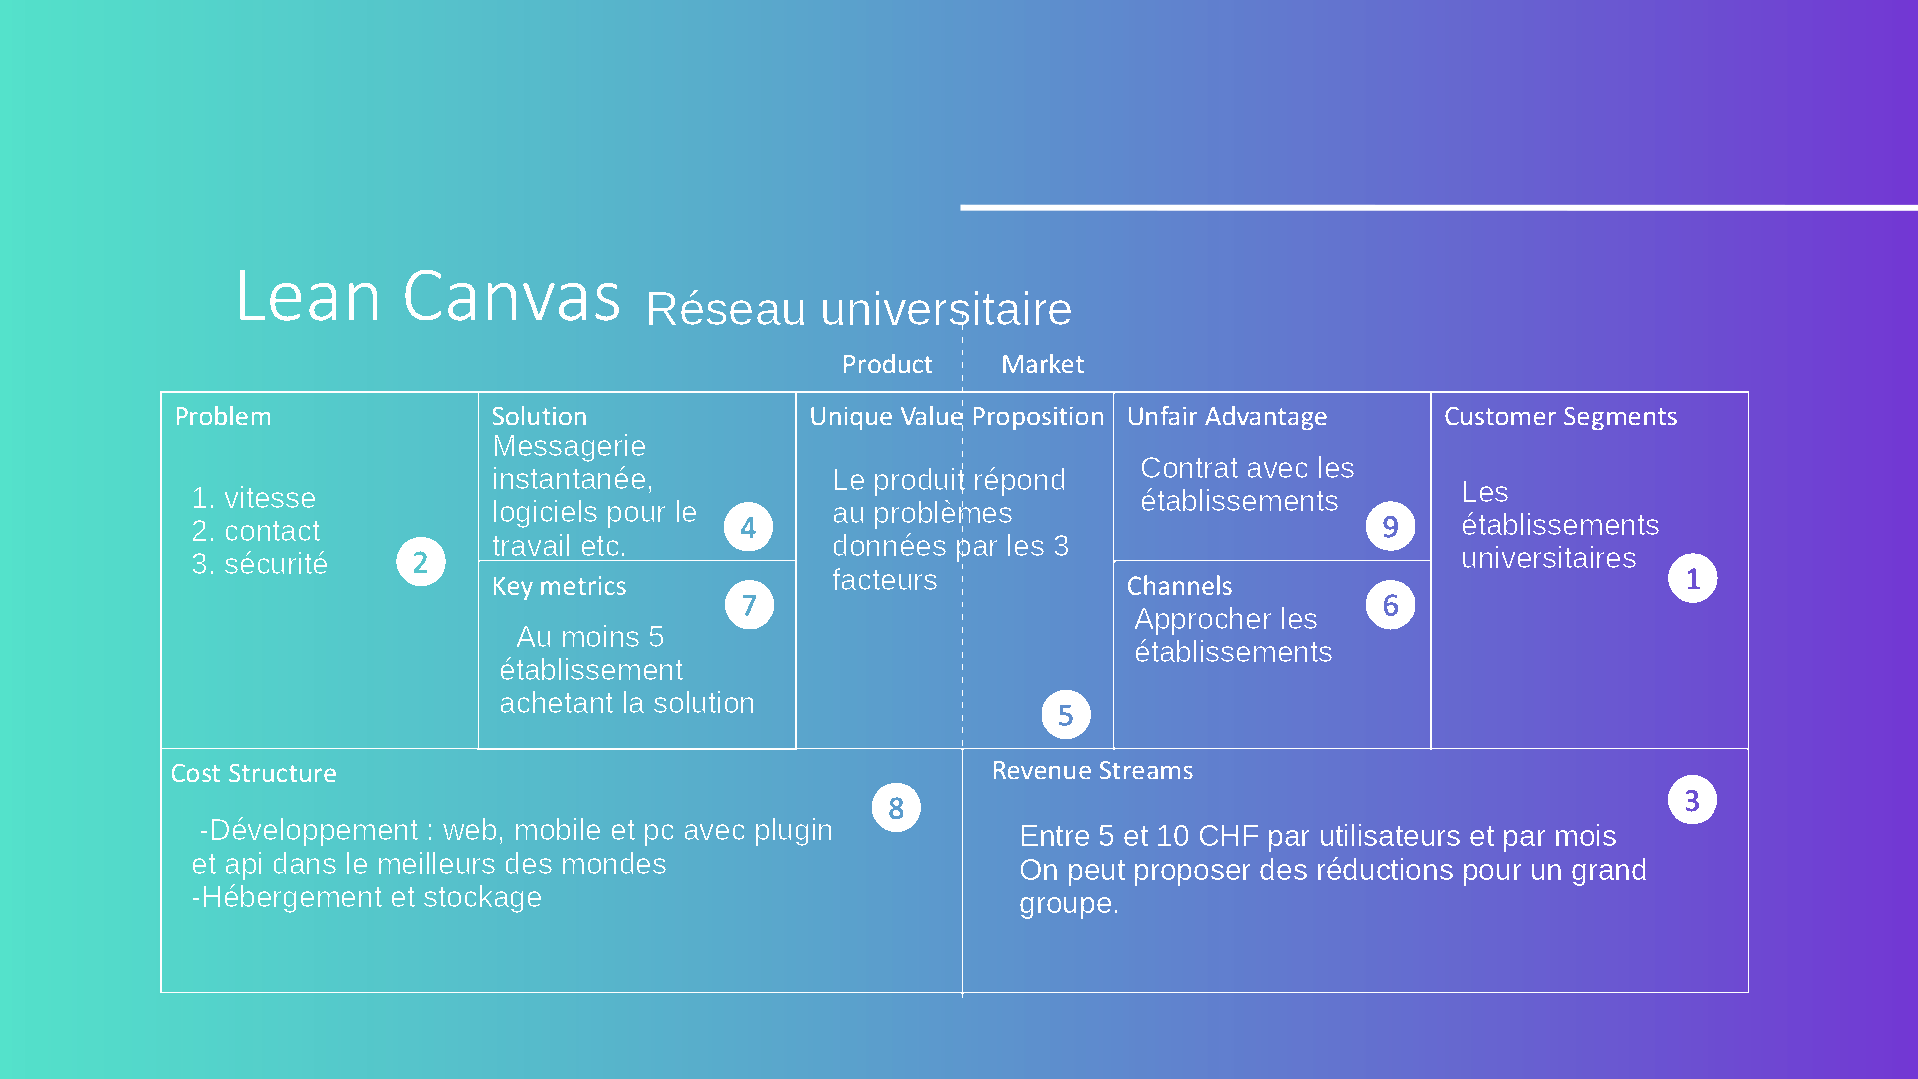 Lean Canvas Réseau universitaire
Product Market
Problem
1. vitesse
2. contact
3. sécurité
2
Solution
Messagerie
instantanée,
logiciels pour le
travail etc.
4
Key metrics
7
Au moins 5
établissement
achetant la solution
Unique Value Proposition
Le produit répond
au problèmes
données par les 3
facteurs
5
Unfair Advantage
Contrat avec les
établissements
9
Channels
6
Approcher les
établissements
Customer Segments
Les
établissements
universitaires
1
Cost Structure
8
-Développement : web, mobile et pc avec plugin
et api dans le meilleurs des mondes
-Hébergement et stockage
Revenue Streams
3
Entre 5 et 10 CHF par utilisateurs et par mois
On peut proposer des réductions pour un grand
groupe.